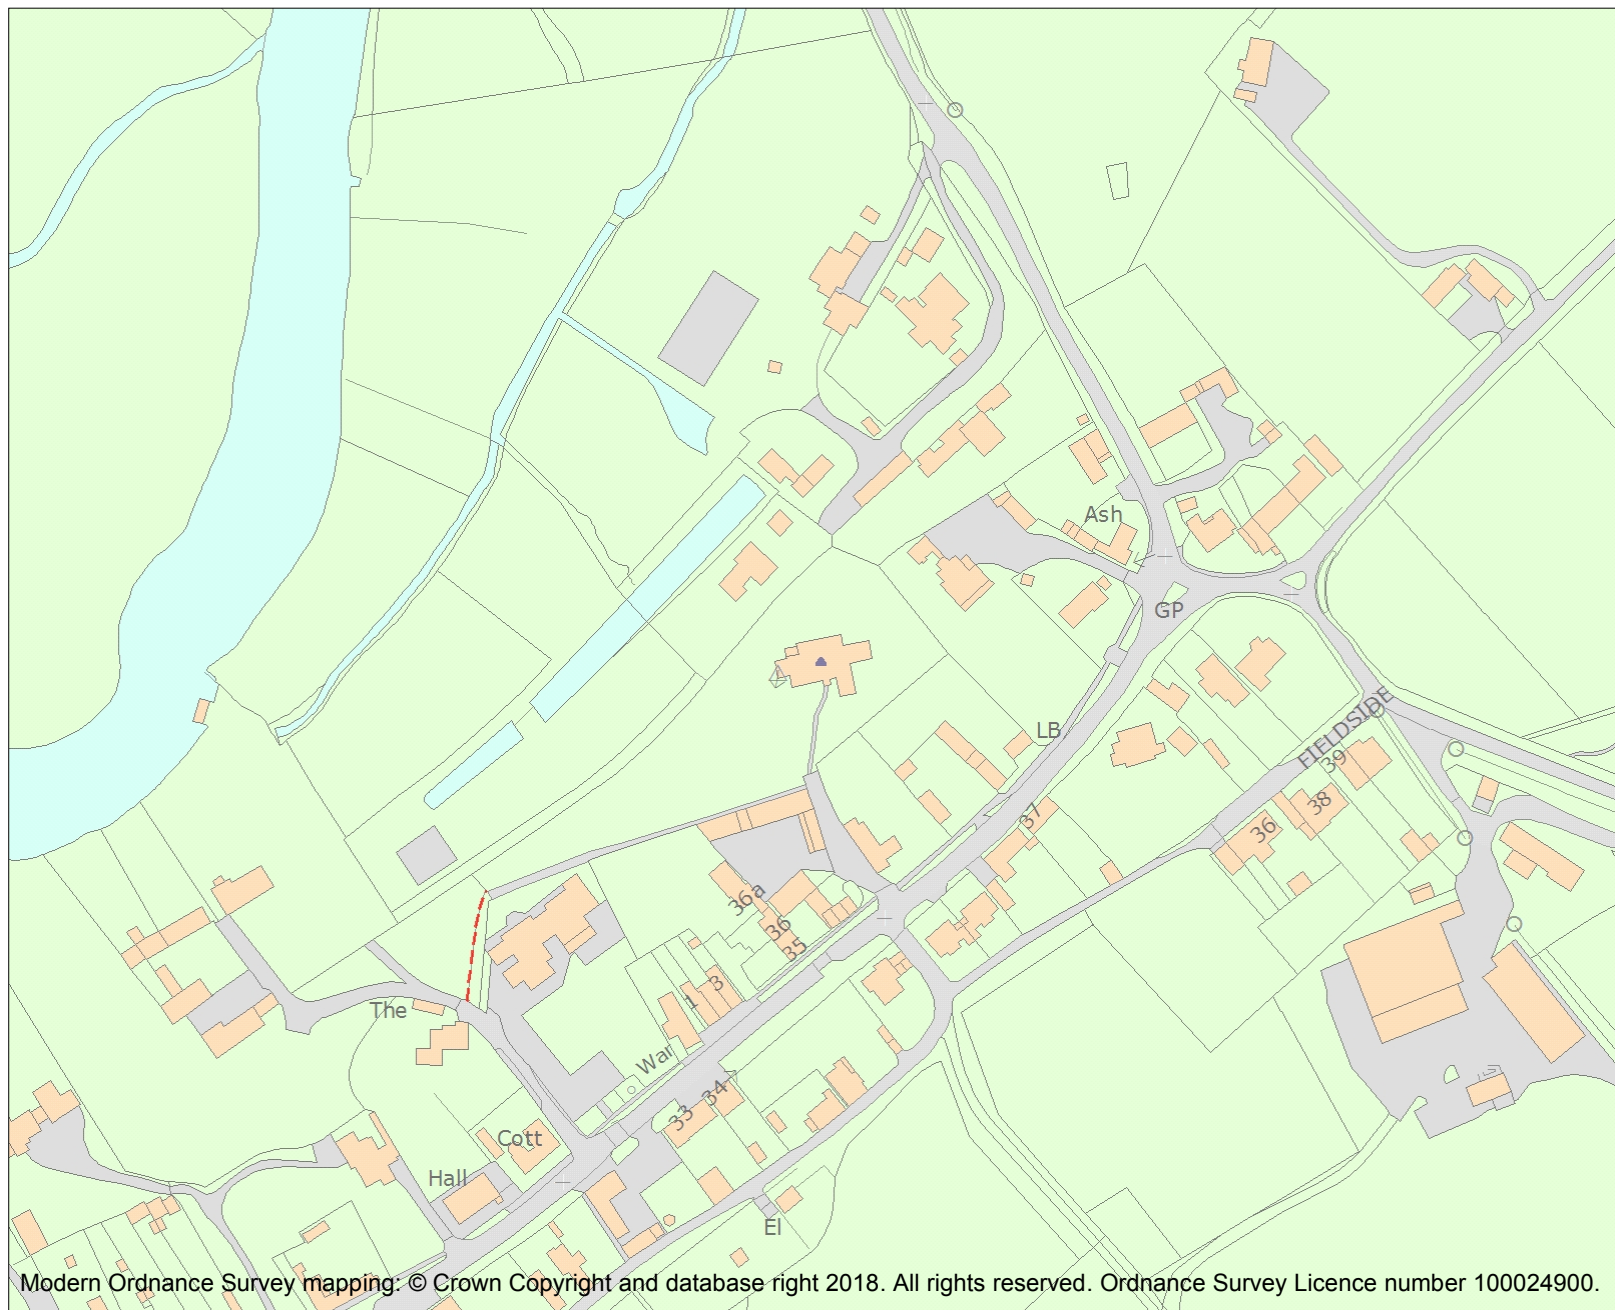 Ash
GP
LB
FIELDSIDE
39
38
36
37
36a
36
35
3
1
The
War
34
33
Cott
Hall
El
Modern Ordnance Survey mapping: © Crown Copyright and database right 2018. All rights reserved. Ordnance Survey Licence number 100024900.